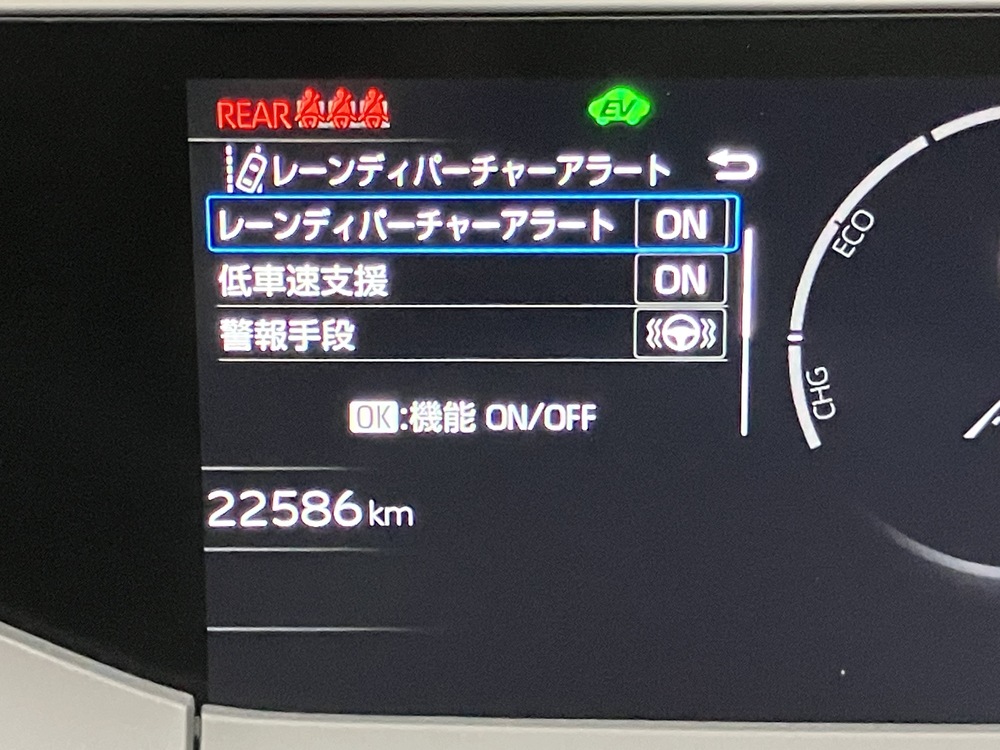 REAR
EV
レーンディパーチャーアラート
レーンディパーチャーアラート ON
低車速支援 ON
警報手段
OK:機能 ON/OFF
22586km
ECO
CHG